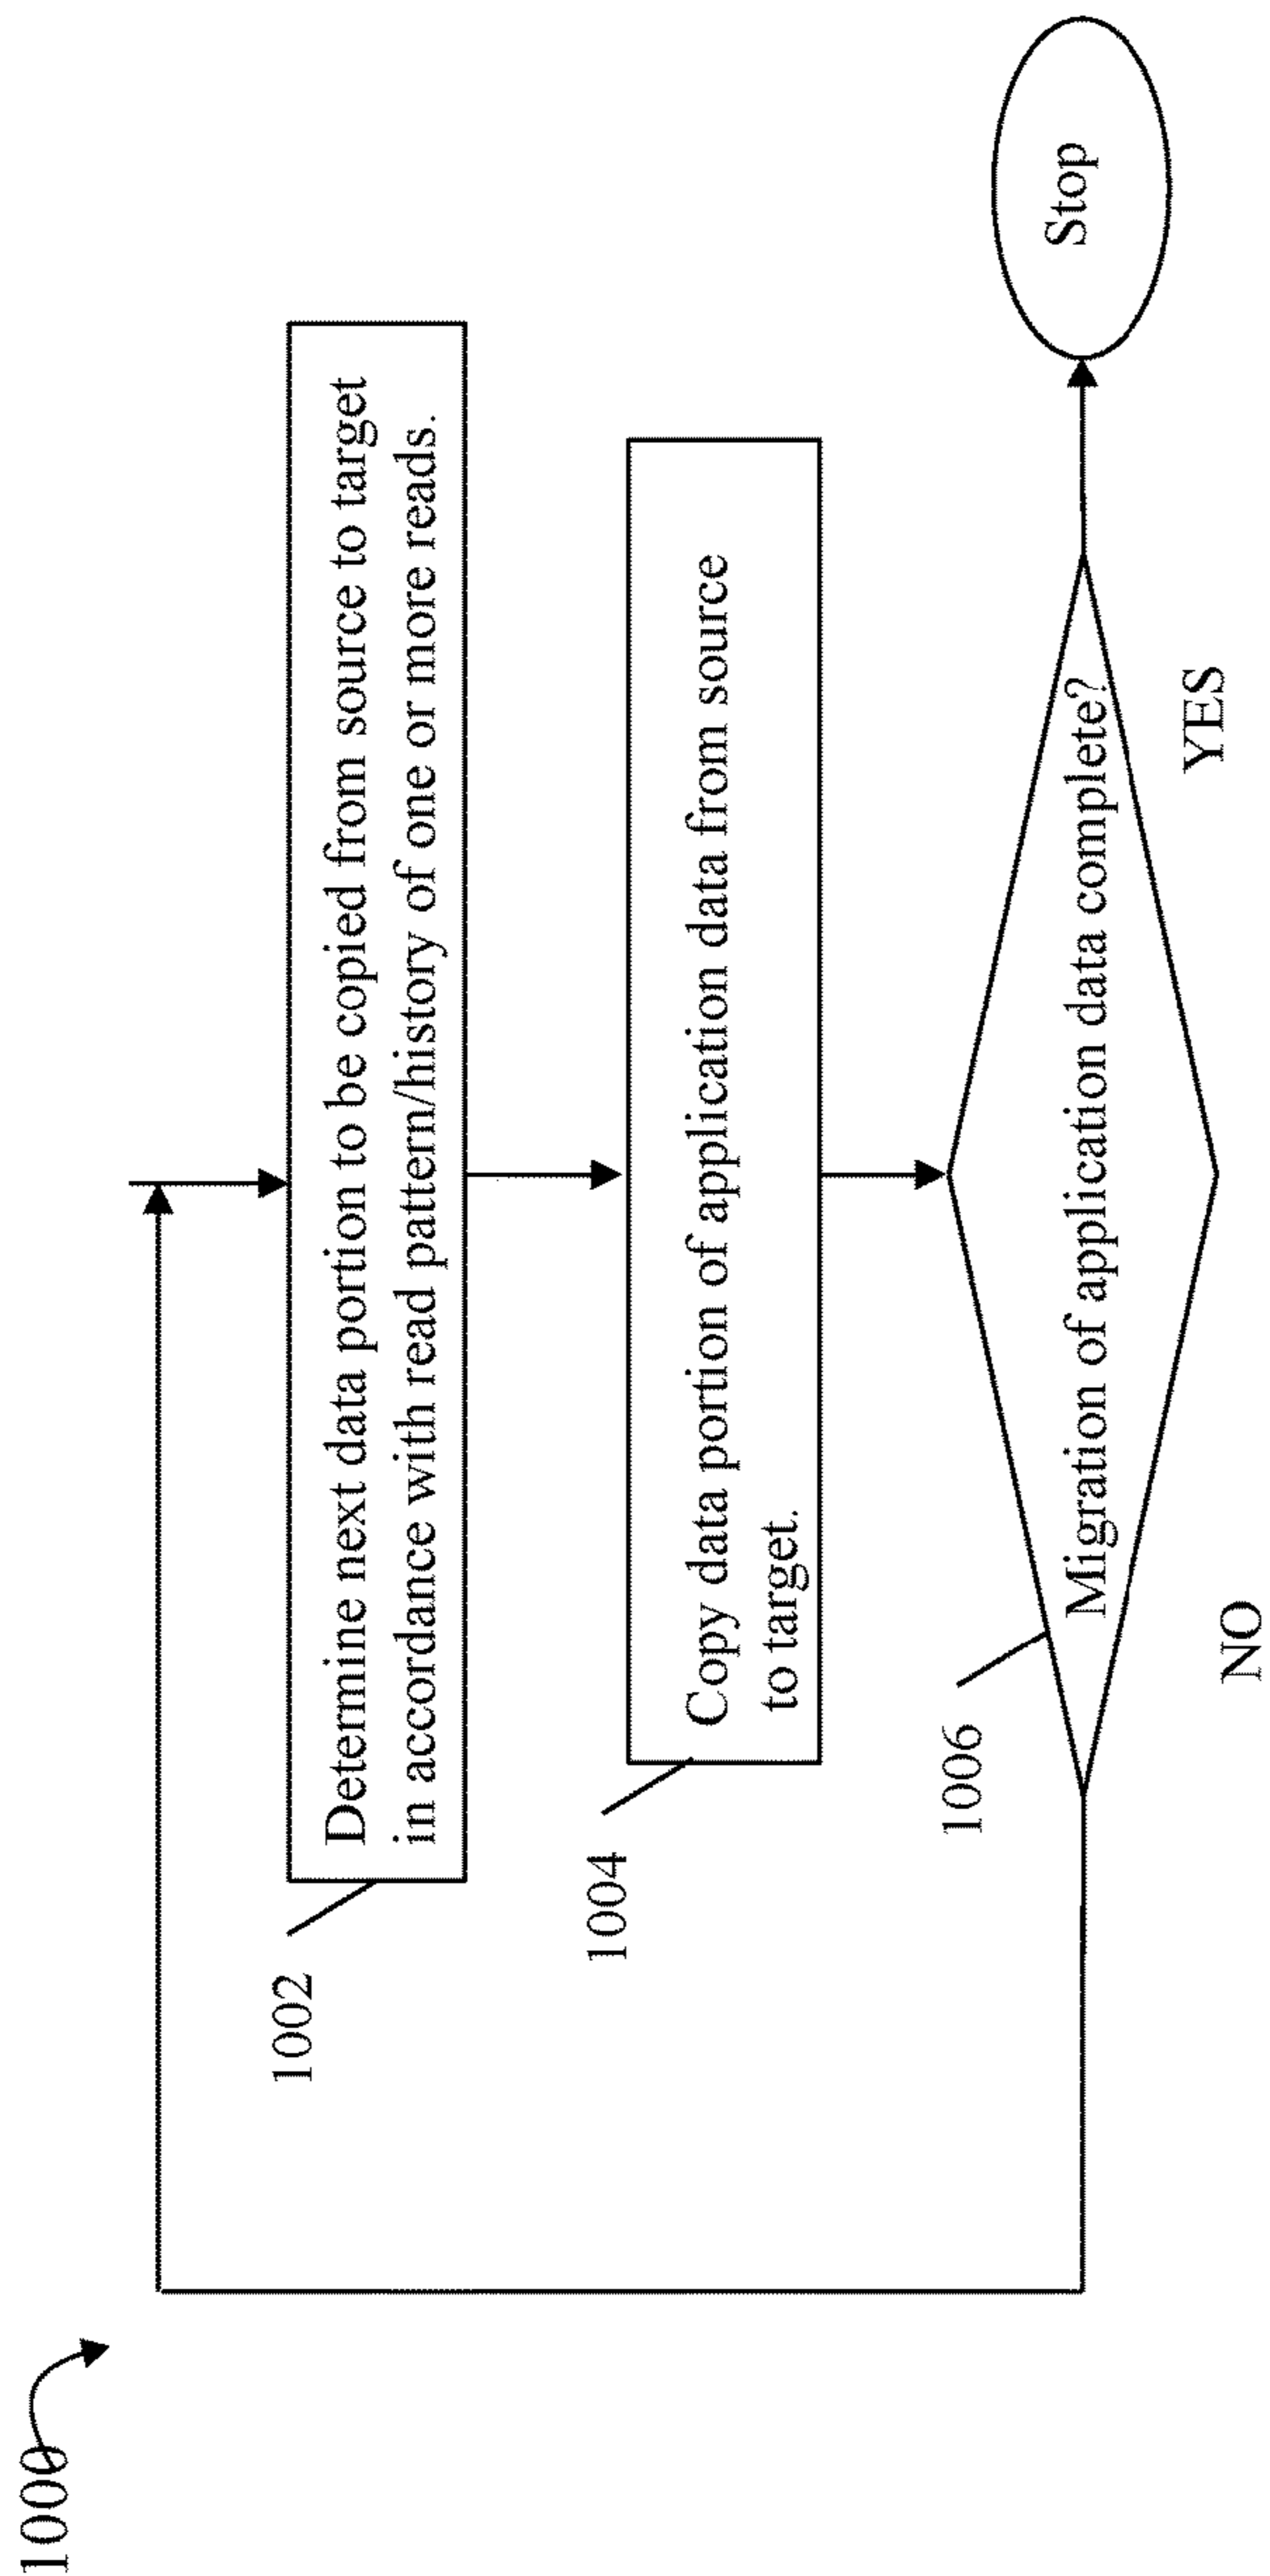 1000
1002
Determine next data portion to be copied from source to target
in accordance with read pattern/history of one or more reads.
1004
Copy data portion of application data from source
to target.
1006
Migration of application data complete?
Stop
NO
YES